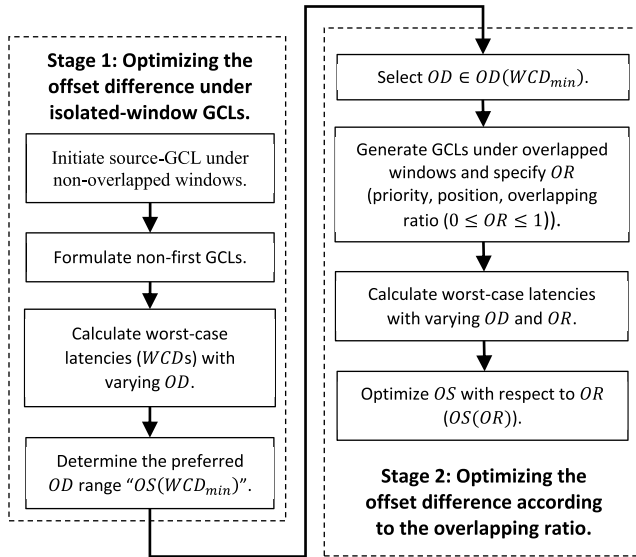 Stage 1: Optimizing the
offset difference under
isolated-window GCLs.
Initiate source-GCL under
non-overlapped windows.
Formulate non-first GCLs.
Calculate worst-case
latencies (WCDs) with
varying OD.
Determine the preferred
OD range “OS(WCD_min)”.
Select OD ∈ OD(WCD_min).
Generate GCLs under overlapped
windows and specify OR
(priority, position, overlapping
ratio (0 ≤ OR ≤ 1)).
Calculate worst-case latencies
with varying OD and OR.
Optimize OS with respect to OR
(OS(OR)).
Stage 2: Optimizing the
offset difference according
to the overlapping ratio.